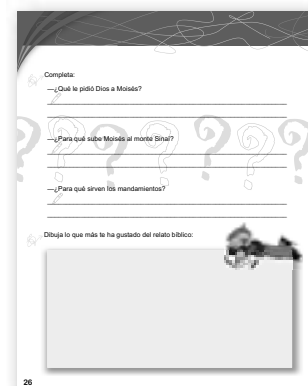 Completa:
—¿Qué le pidió Dios a Moisés?
—¿Para qué sube Moisés al monte Sinaí?
—¿Para qué sirven los mandamientos?
Dibuja lo que más te ha gustado del relato bíblico:
26